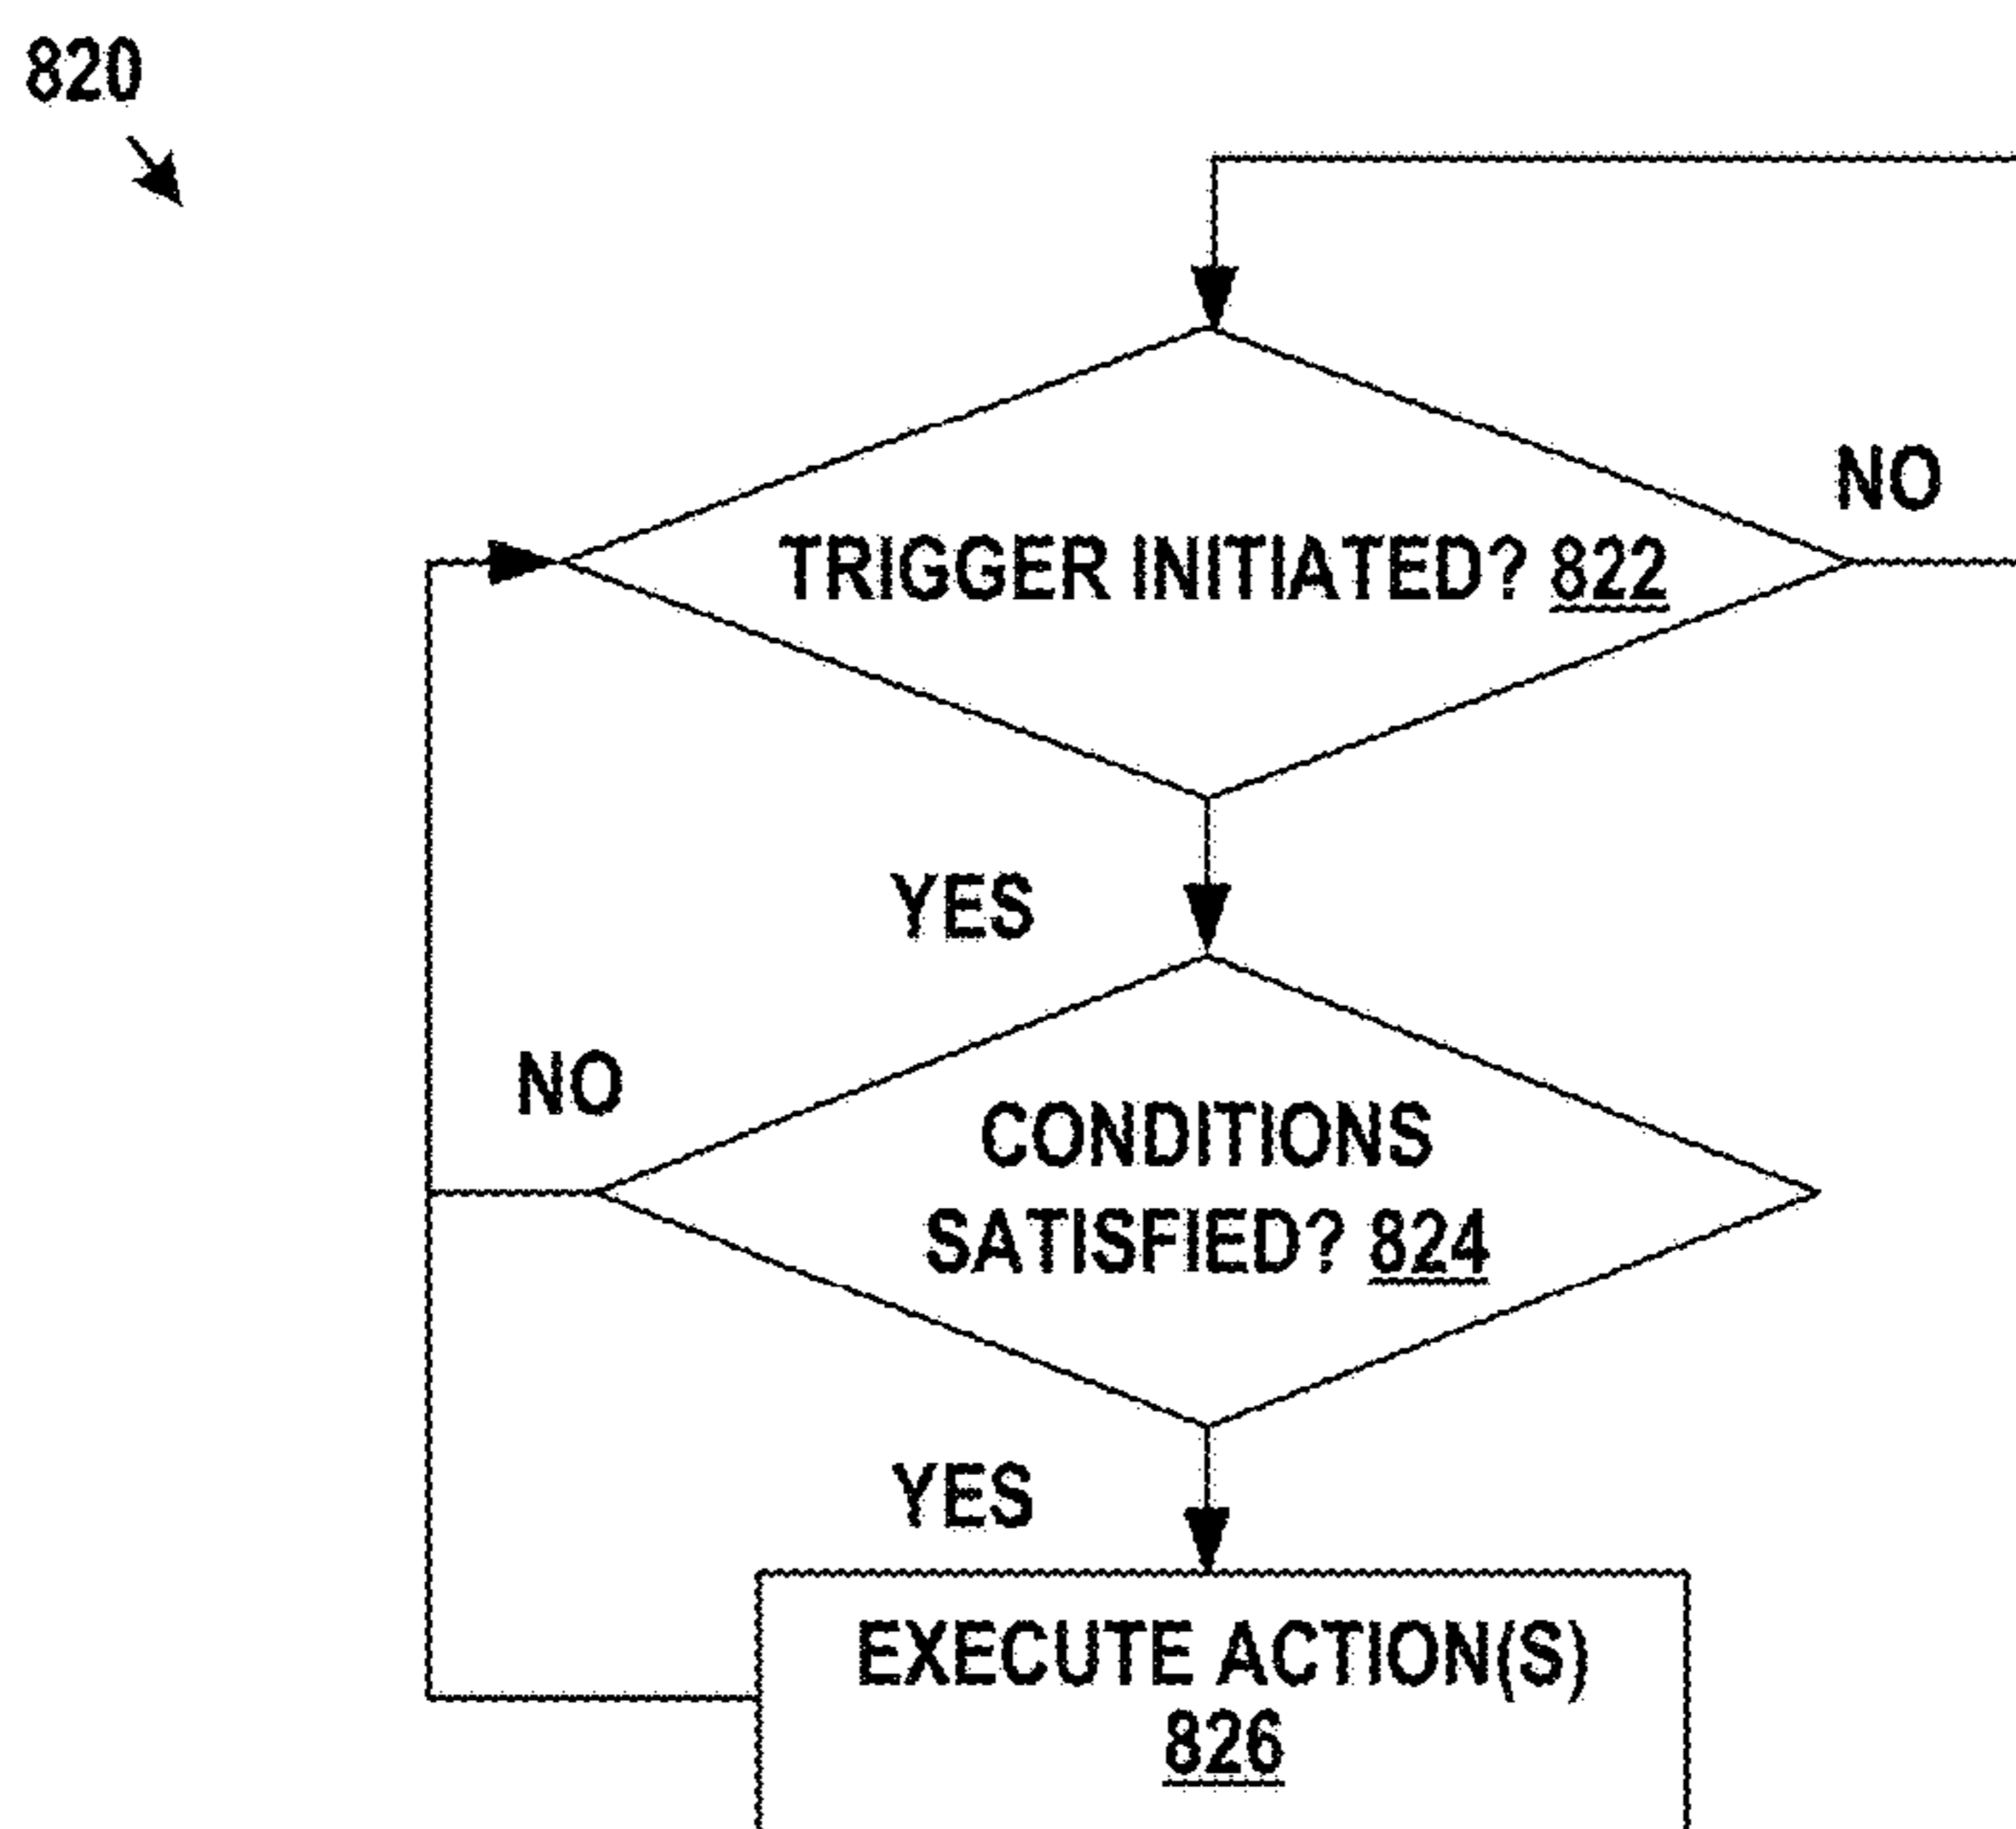 820
NO
TRIGGER INITIATED? 822
YES
NO
CONDITIONS
SATISFIED? 824
YES
EXECUTE ACTION(S)
826